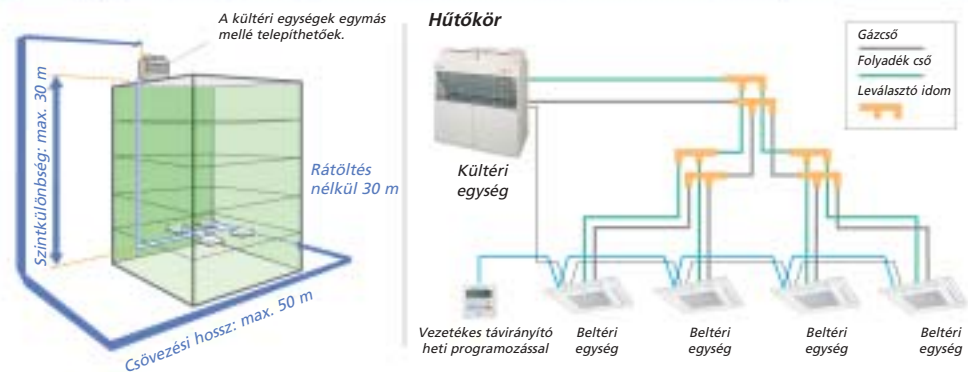 A kültéri egységek egymás
mellé telepíthetőek.
Szintkülönbség: max. 30 m
Rátöltés
nélkül 30 m
Csövezési hossz: max. 50 m
Hűtőkör
Gázcső
Folyadék cső
Leválasztó idom
Kültéri
egység
Vezetékes távirányító
heti programozással
Beltéri
egység
Beltéri
egység
Beltéri
egység
Beltéri
egység